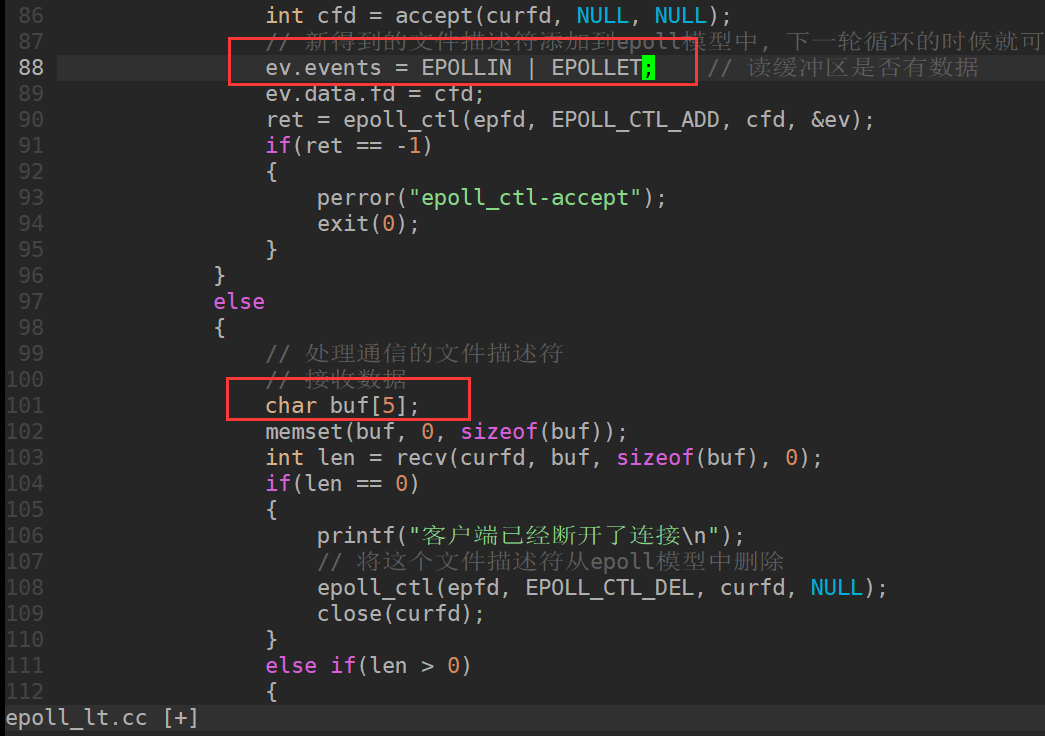 86 int cfd = accept(curfd, NULL, NULL);
87 // 新得到的文件描述符添加到epoll模型中, 下一轮循环的时候就可
88 ev.events = EPOLLIN | EPOLLET; // 读缓冲区是否有数据
89 ev.data.fd = cfd;
90 ret = epoll_ctl(epfd, EPOLL_CTL_ADD, cfd, &ev);
91 if(ret == -1)
92 {
93 perror("epoll_ctl-accept");
94 exit(0);
95 }
96 }
97 else
98 {
99 // 处理通信的文件描述符
100 // 接收数据
101 char buf[5];
102 memset(buf, 0, sizeof(buf));
103 int len = recv(curfd, buf, sizeof(buf), 0);
104 if(len == 0)
105 {
106 printf("客户端已经断开了连接\n");
107 // 将这个文件描述符从epoll模型中删除
108 epoll_ctl(epfd, EPOLL_CTL_DEL, curfd, NULL);
109 close(curfd);
110 }
111 else if(len > 0)
112 {
epoll_lt.cc [+]